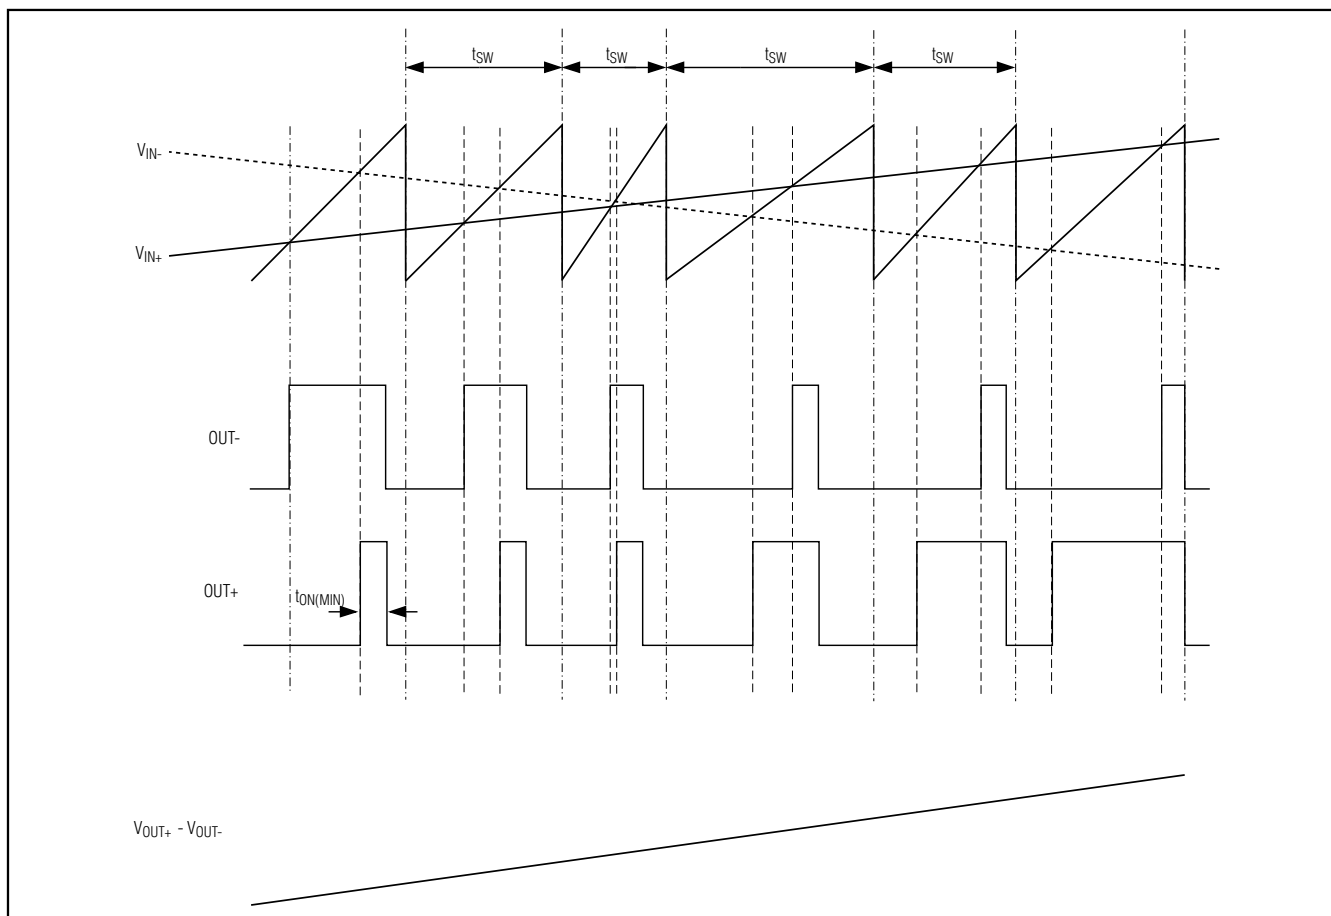 tSW tSW tSW tSW
VIN-
VIN+
OUT-
OUT+
tON(MIN)
VOUT+ - VOUT-